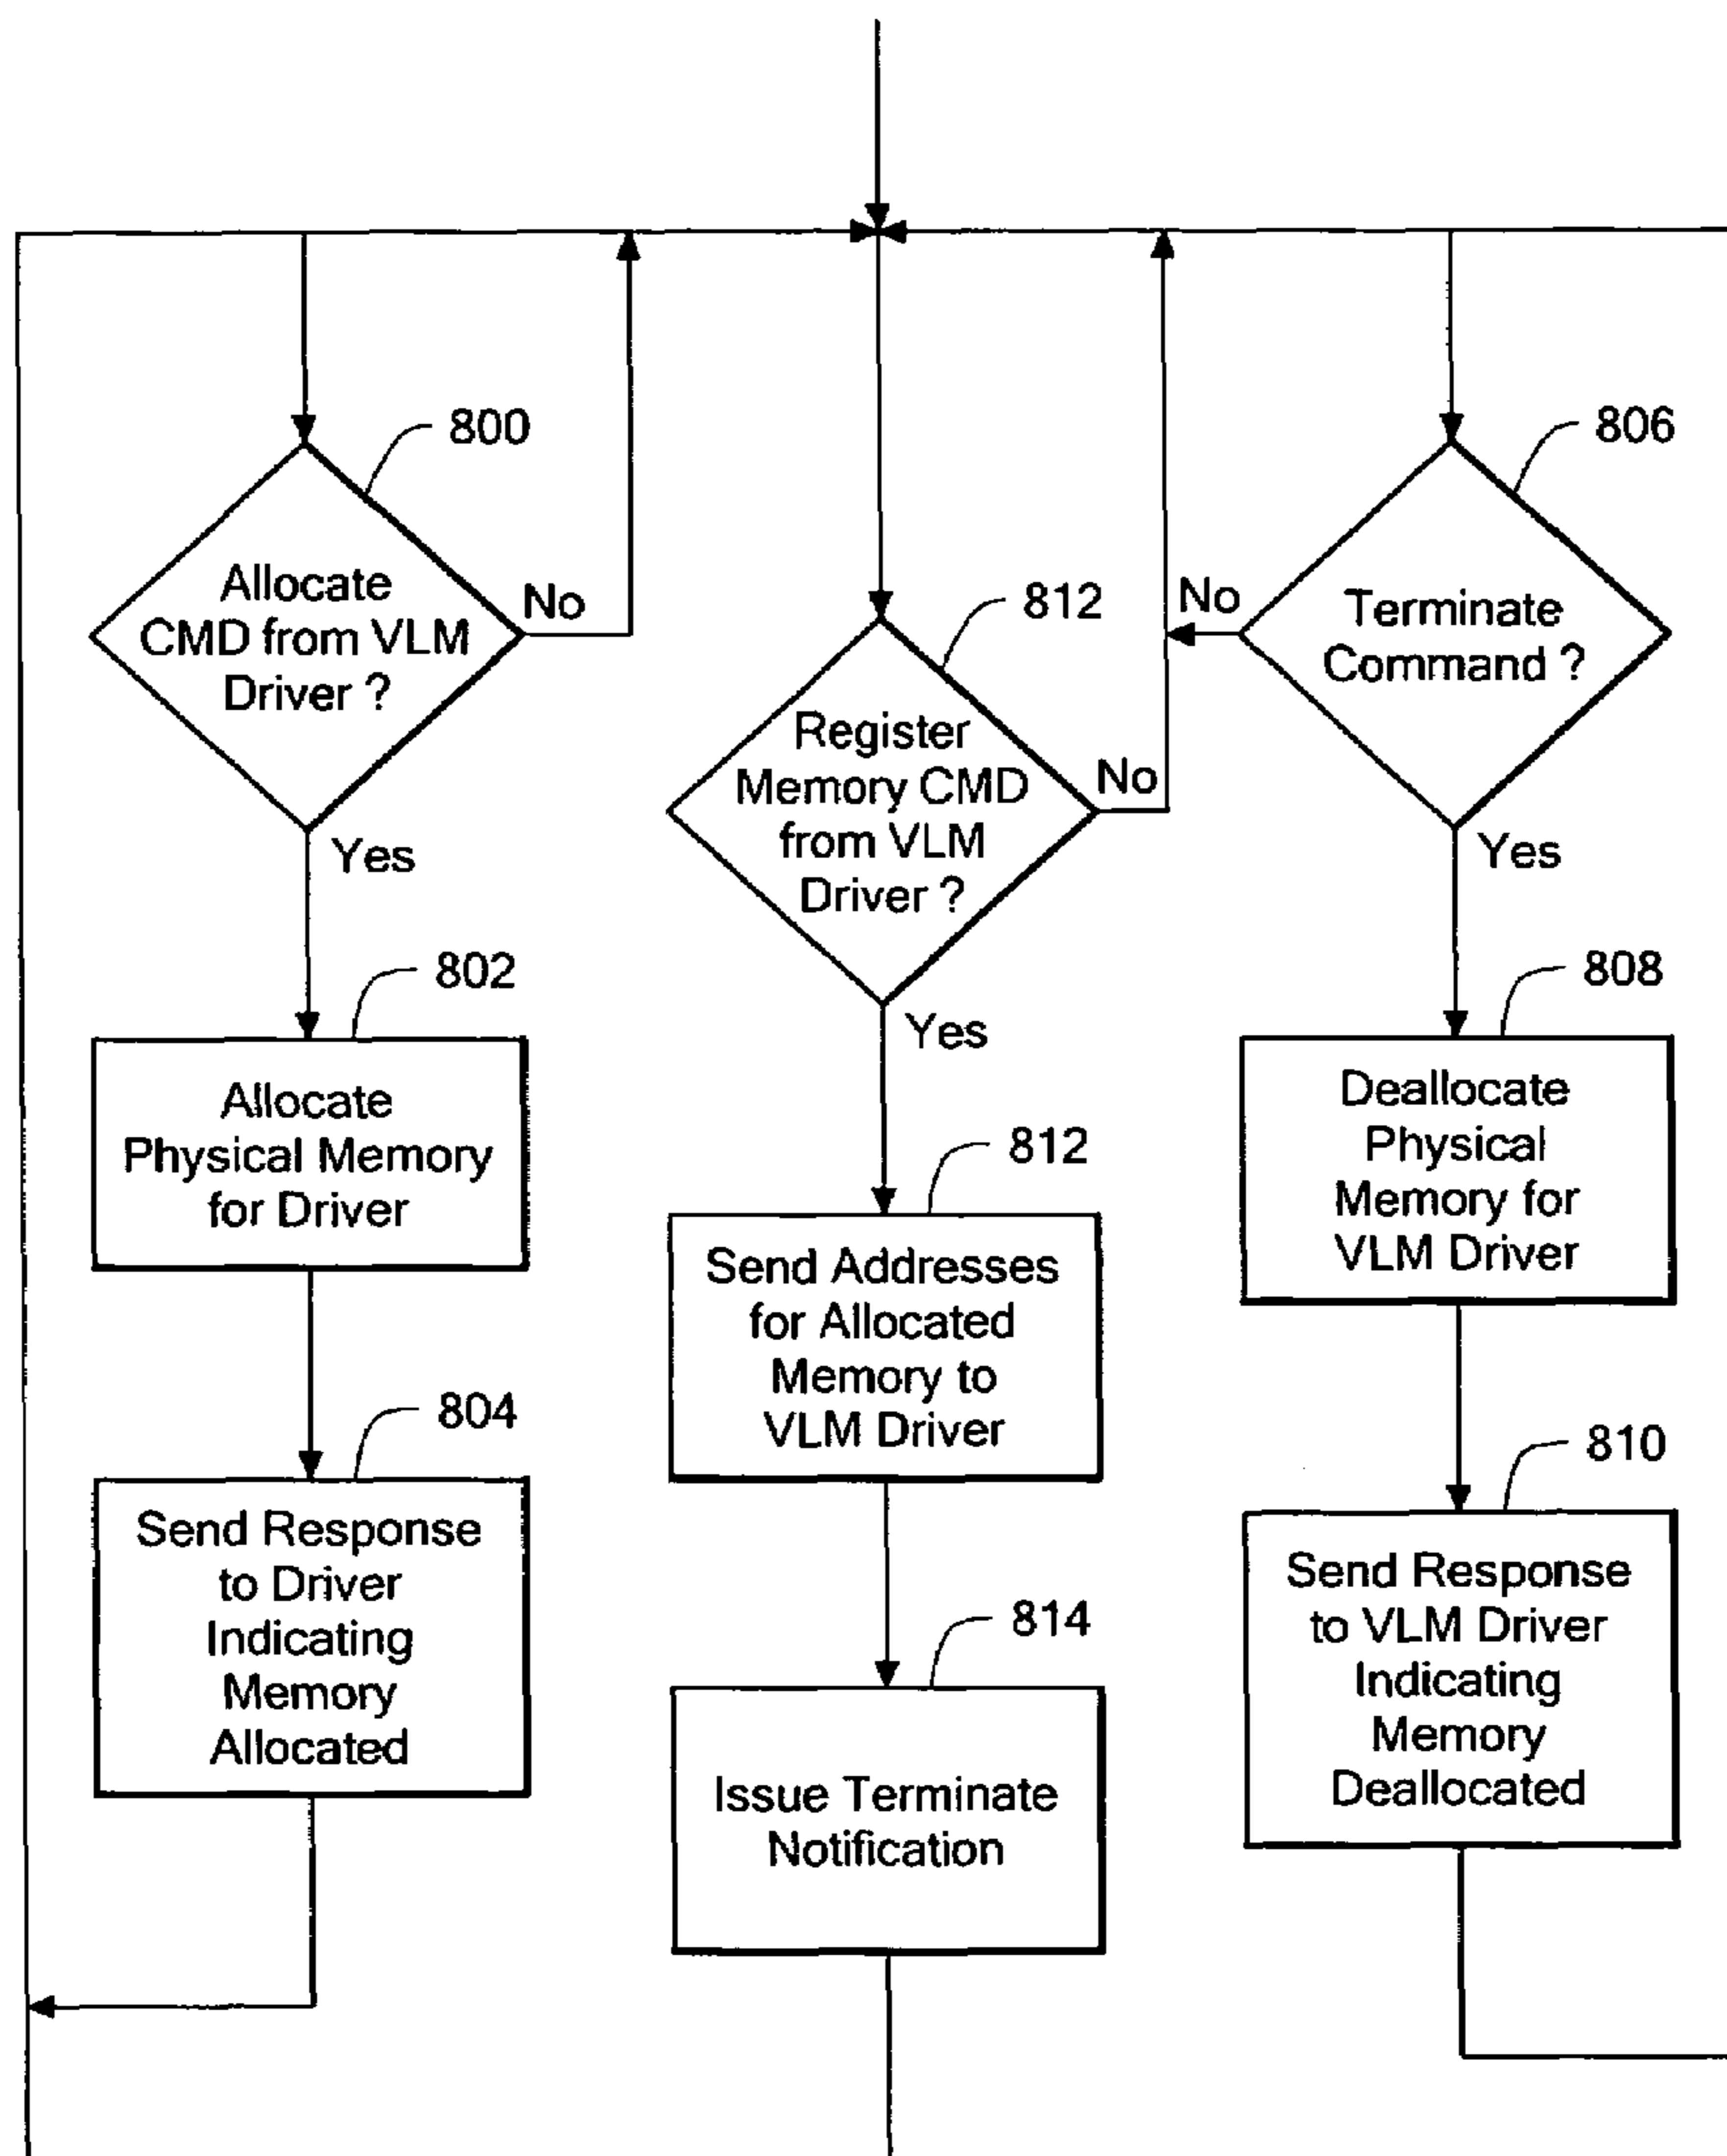 800
Allocate
CMD from VLM
Driver ?
No
Yes
802
Allocate
Physical Memory
for Driver
804
Send Response
to Driver
Indicating
Memory
Allocated
812
Register
Memory CMD
from VLM
Driver ?
No
Yes
812
Send Addresses
for Allocated
Memory to
VLM Driver
814
Issue Terminate
Notification
806
Terminate
Command ?
No
Yes
808
Deallocate
Physical
Memory for
VLM Driver
810
Send Response
to VLM Driver
Indicating
Memory
Deallocated